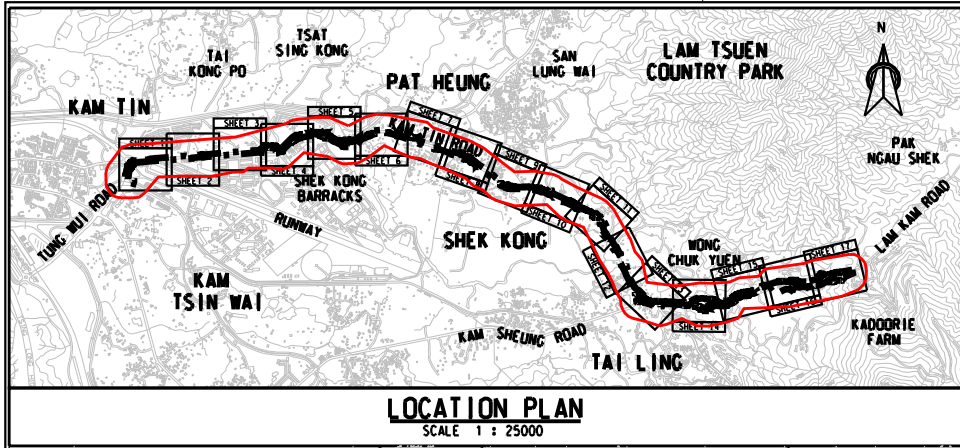 TSAT
SING KONG
TAI
KONG PO
SAN
LUNG WAI
LAM TSUEN
COUNTRY PARK
N
KAM TIN
PAT HEUNG
PAK
NGAU SHEK
SHEET 3
SHEET 5
SHEET 7
KAM TIN ROAD
SHEET 2
SHEET 4
SHEET 6
SHEET 9
SHEET 10
SHEET 11
SHEK KONG
BARRACKS
RUNWAY
TUNG WUI ROAD
LAM KAM ROAD
SHEK KONG
WONG
CHUK YUEN
SHEET 12
SHEET 15
SHEET 17
SHEET 14
KAM
TSIN WAI
KAM SHEUNG ROAD
TAI LING
KADOORIE
FARM
LOCATION PLAN
SCALE 1 : 25000